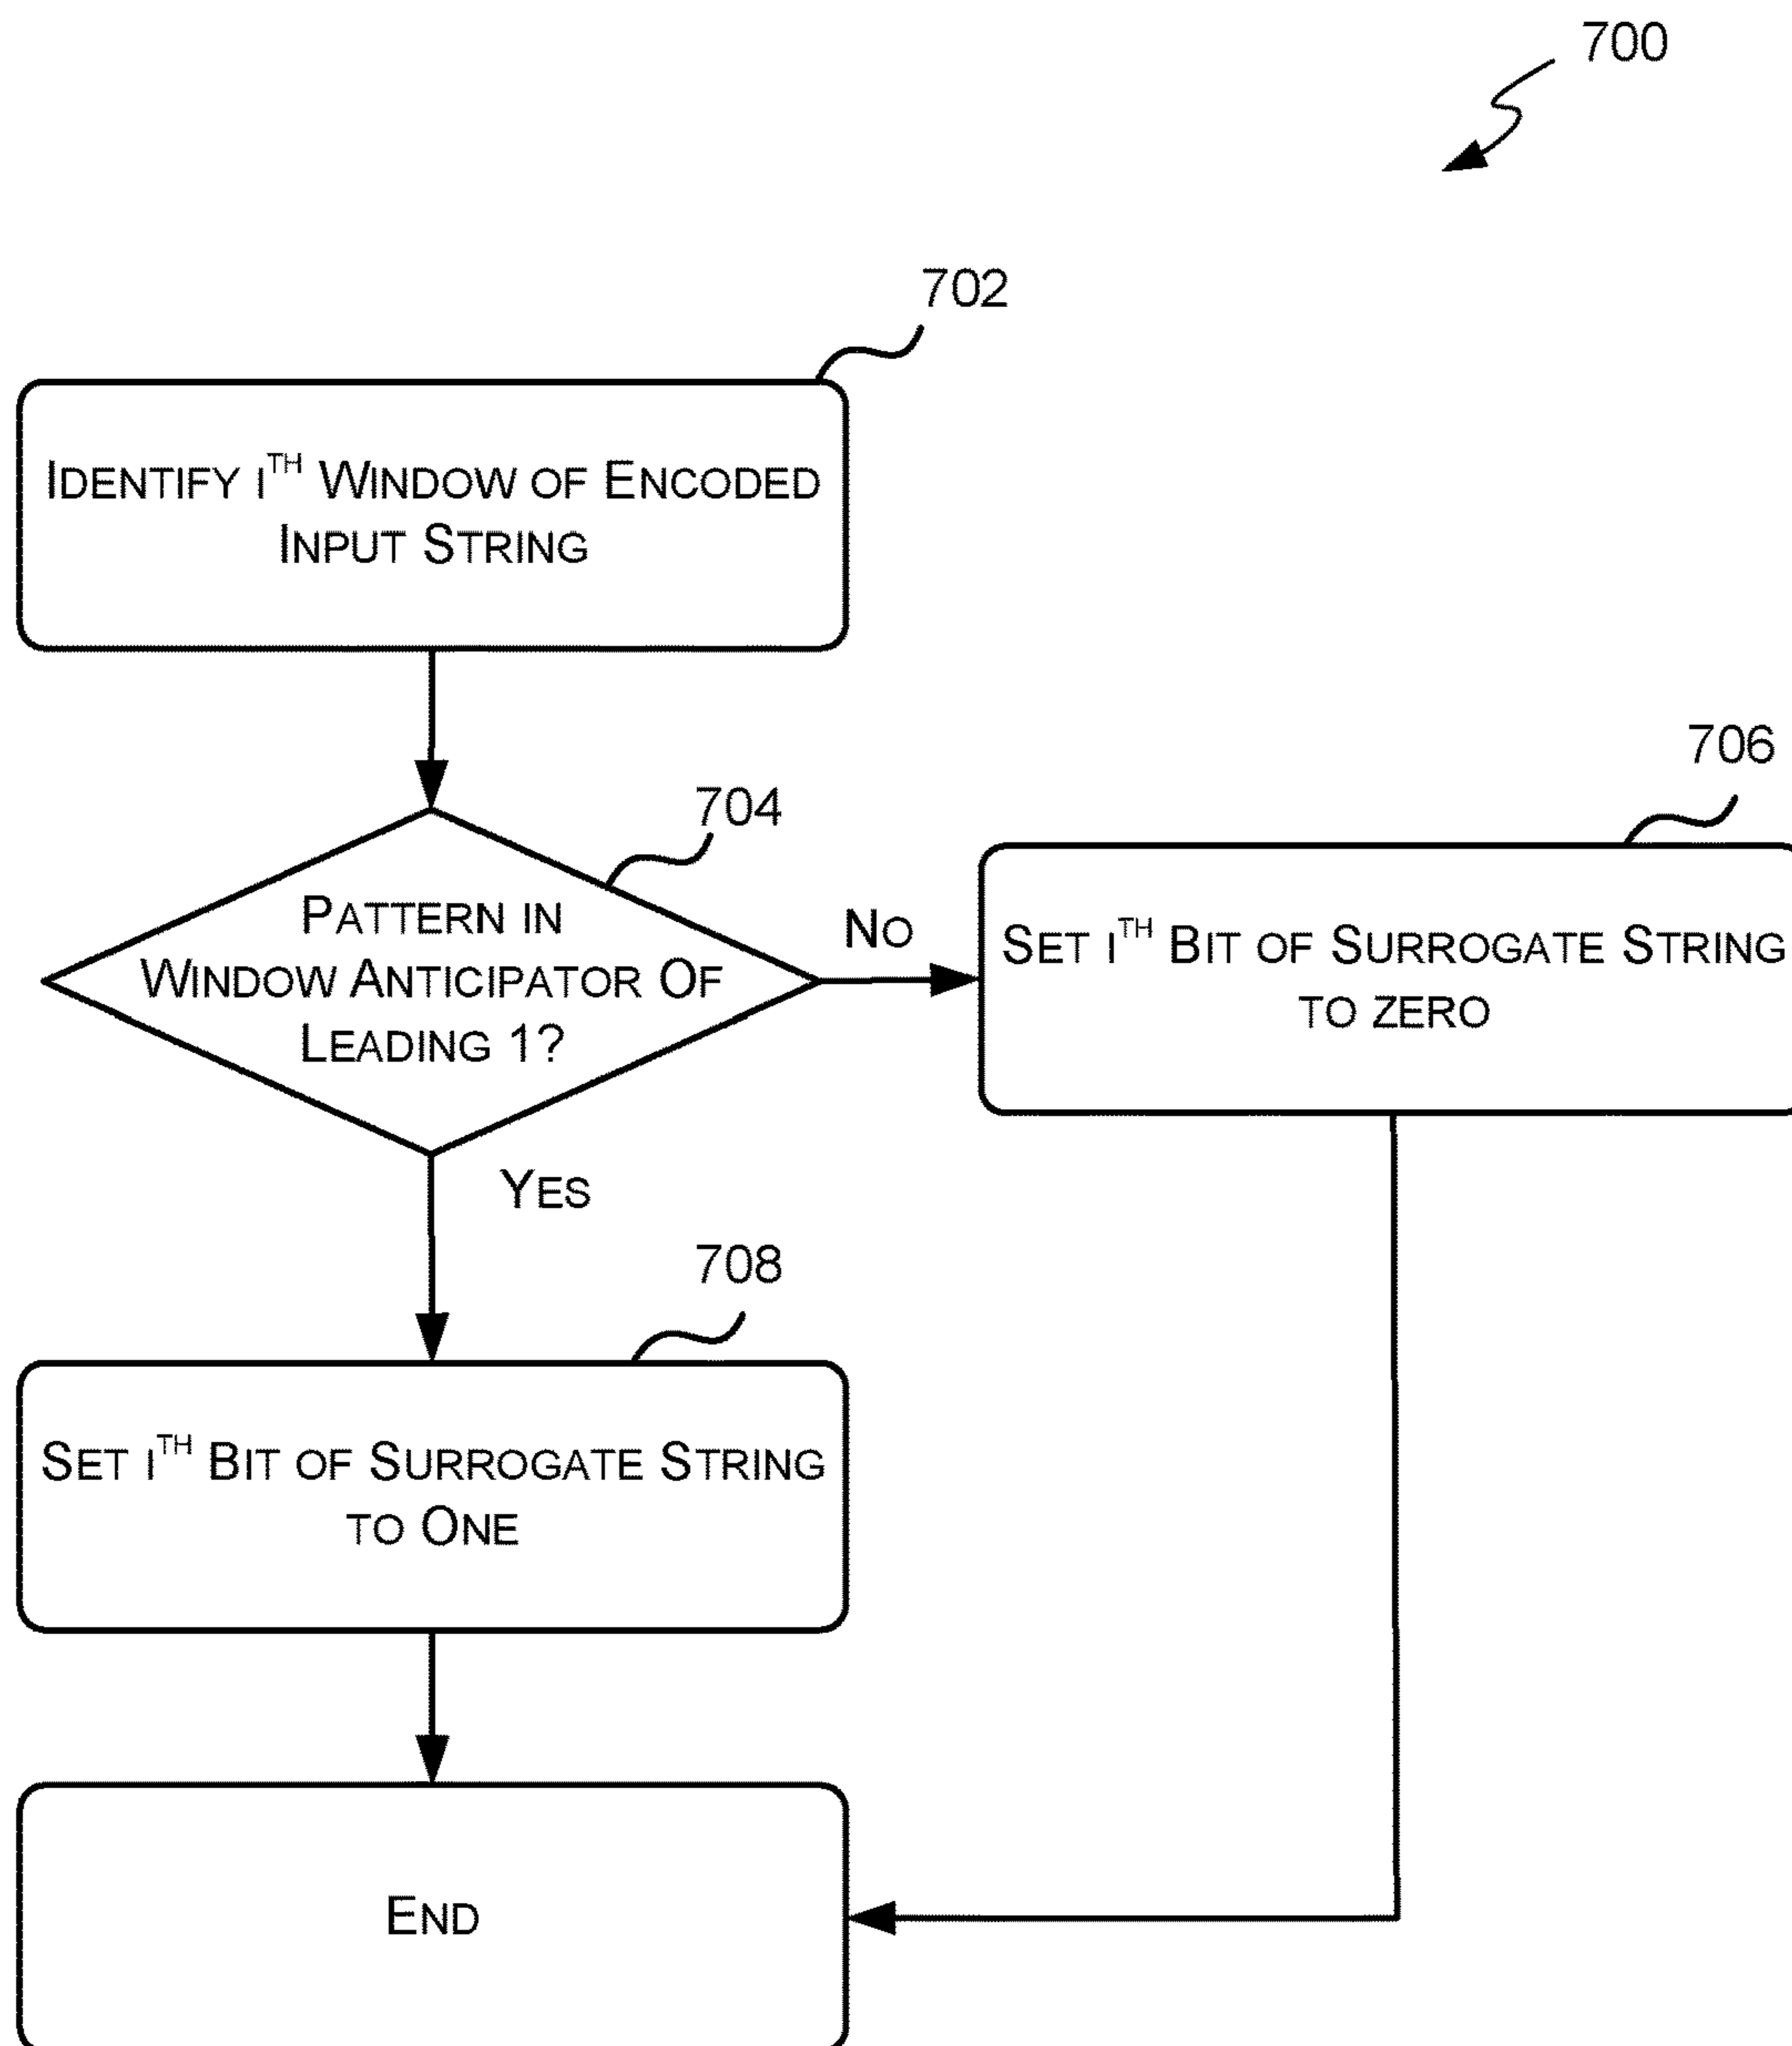 700
702
IDENTIFY ITH WINDOW OF ENCODED
INPUT STRING
704
PATTERN IN
WINDOW ANTICIPATOR OF
LEADING 1?
NO
706
SET ITH BIT OF SURROGATE STRING
TO ZERO
YES
708
SET ITH BIT OF SURROGATE STRING
TO ONE
END